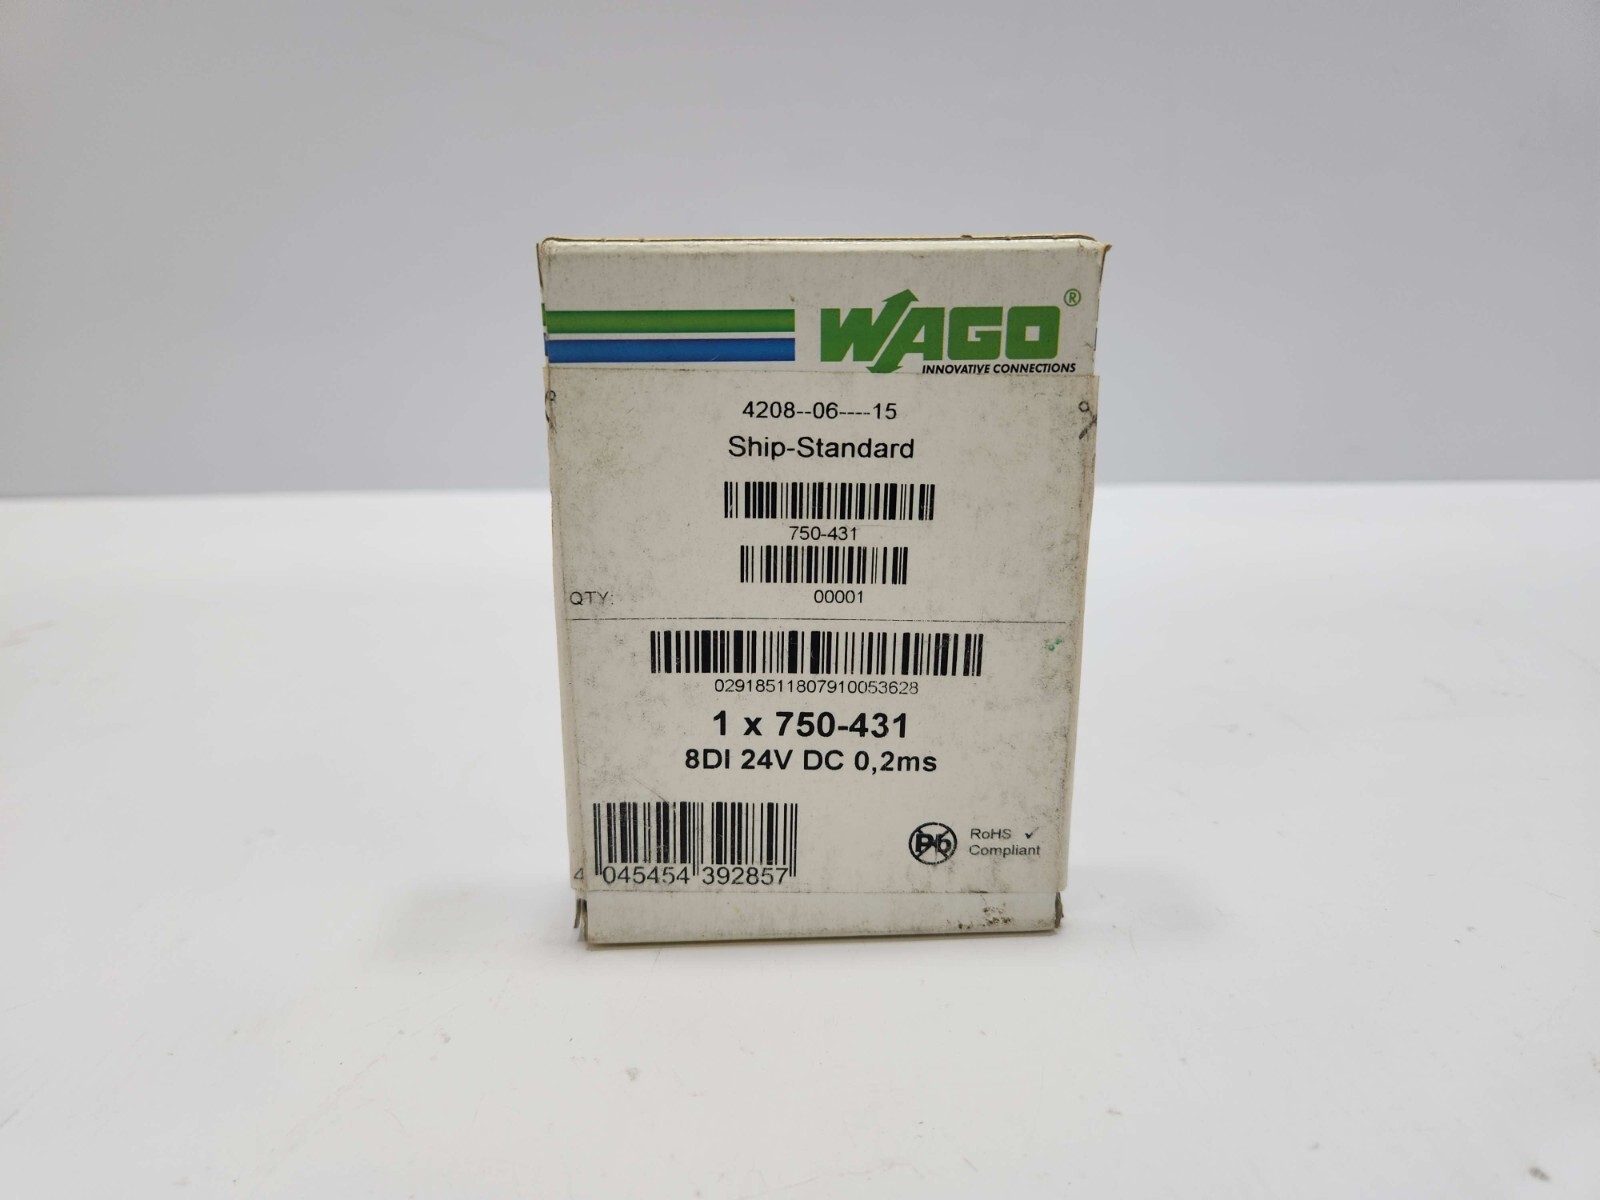 WAGO®
INNOVATIVE CONNECTIONS
4208--06----15
Ship-Standard
750-431
QTY: 00001
02918511807910053628
1 x 750-431
8DI 24V DC 0,2ms
Pb
RoHS ✓
Compliant
4 045454 392857